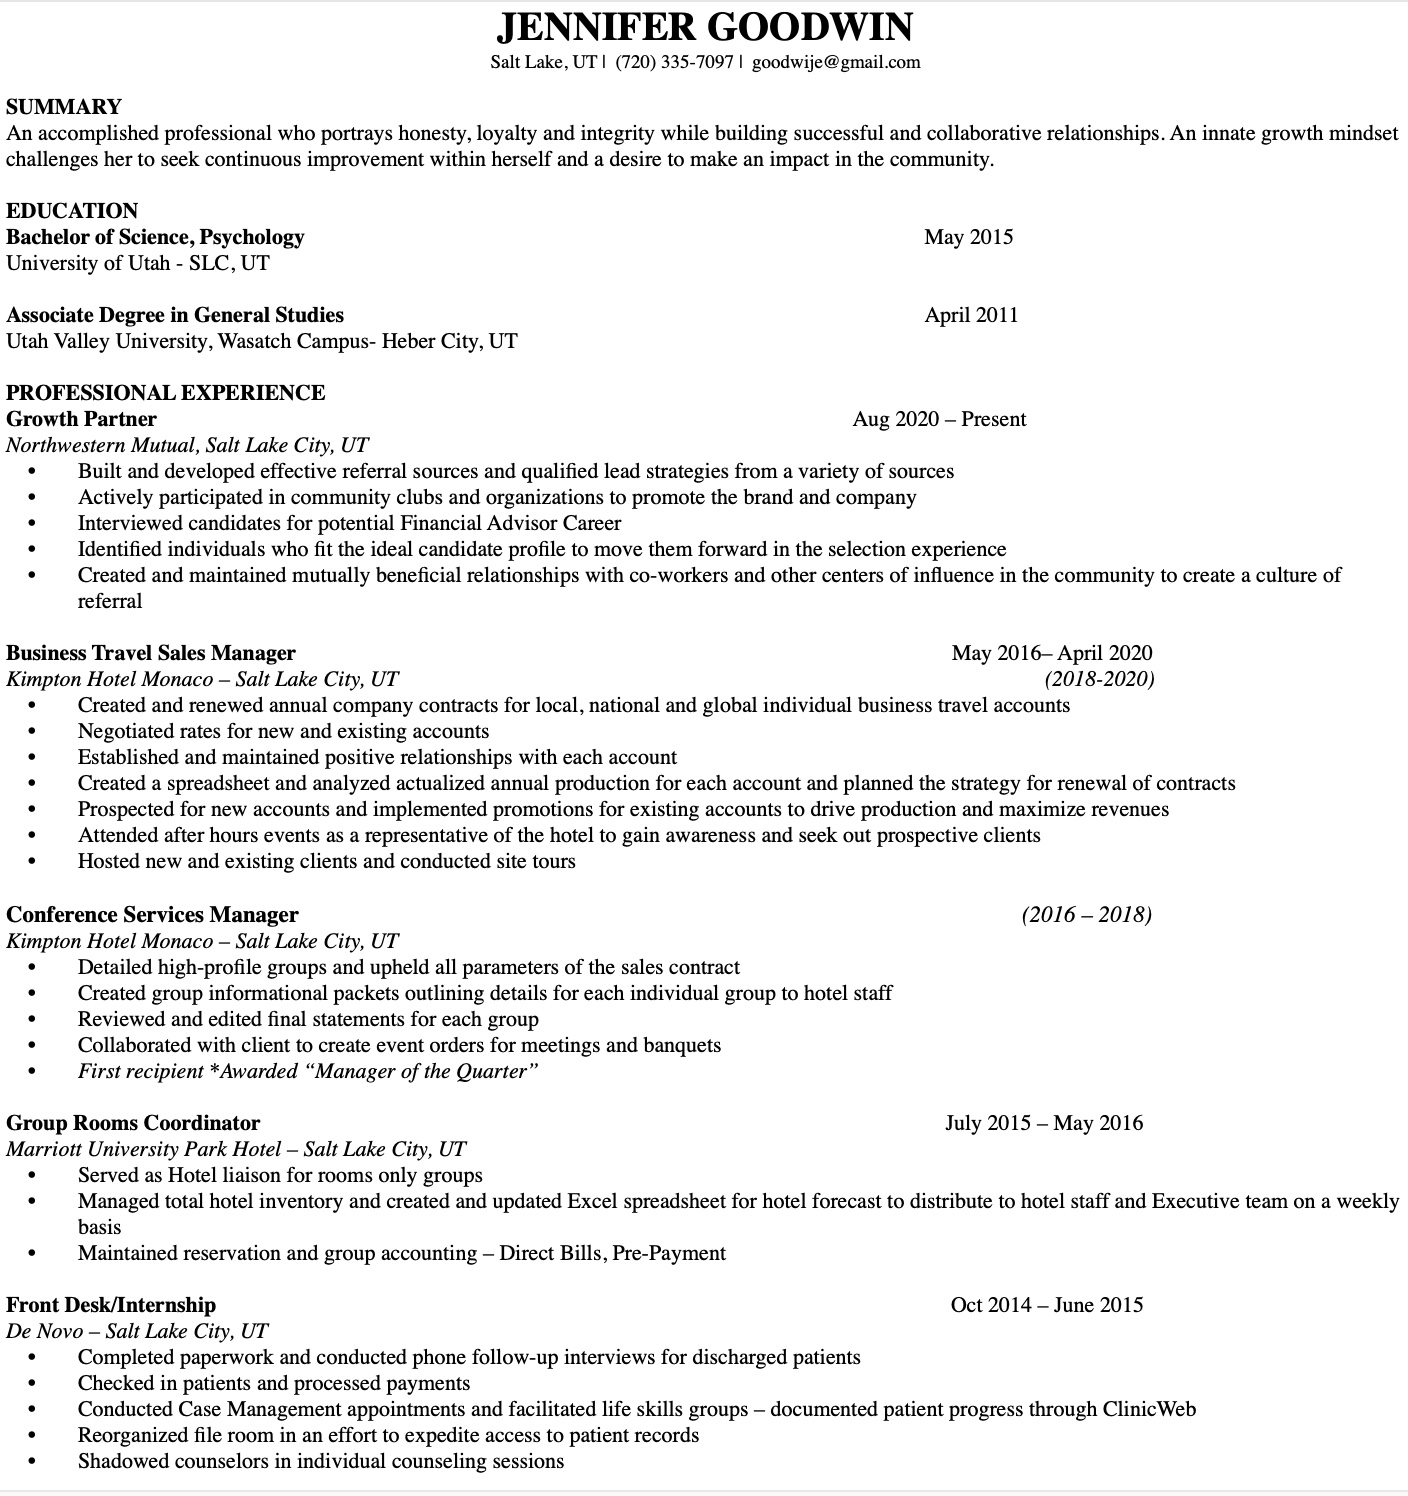 JENNIFER GOODWIN
Salt Lake, UT | (720) 335-7097 | goodwije@gmail.com
SUMMARY
An accomplished professional who portrays honesty, loyalty and integrity while building successful and collaborative relationships. An innate growth mindset
challenges her to seek continuous improvement within herself and a desire to make an impact in the community.
EDUCATION
Bachelor of Science, Psychology May 2015
University of Utah - SLC, UT
Associate Degree in General Studies April 2011
Utah Valley University, Wasatch Campus- Heber City, UT
PROFESSIONAL EXPERIENCE
Growth Partner Aug 2020 – Present
Northwestern Mutual, Salt Lake City, UT
• Built and developed effective referral sources and qualified lead strategies from a variety of sources
• Actively participated in community clubs and organizations to promote the brand and company
• Interviewed candidates for potential Financial Advisor Career
• Identified individuals who fit the ideal candidate profile to move them forward in the selection experience
• Created and maintained mutually beneficial relationships with co-workers and other centers of influence in the community to create a culture of
referral
Business Travel Sales Manager May 2016– April 2020
Kimpton Hotel Monaco – Salt Lake City, UT (2018-2020)
• Created and renewed annual company contracts for local, national and global individual business travel accounts
• Negotiated rates for new and existing accounts
• Established and maintained positive relationships with each account
• Created a spreadsheet and analyzed actualized annual production for each account and planned the strategy for renewal of contracts
• Prospected for new accounts and implemented promotions for existing accounts to drive production and maximize revenues
• Attended after hours events as a representative of the hotel to gain awareness and seek out prospective clients
• Hosted new and existing clients and conducted site tours
Conference Services Manager (2016 – 2018)
Kimpton Hotel Monaco – Salt Lake City, UT
• Detailed high-profile groups and upheld all parameters of the sales contract
• Created group informational packets outlining details for each individual group to hotel staff
• Reviewed and edited final statements for each group
• Collaborated with client to create event orders for meetings and banquets
• First recipient *Awarded “Manager of the Quarter”
Group Rooms Coordinator July 2015 – May 2016
Marriott University Park Hotel – Salt Lake City, UT
• Served as Hotel liaison for rooms only groups
• Managed total hotel inventory and created and updated Excel spreadsheet for hotel forecast to distribute to hotel staff and Executive team on a weekly
basis
• Maintained reservation and group accounting – Direct Bills, Pre-Payment
Front Desk/Internship Oct 2014 – June 2015
De Novo – Salt Lake City, UT
• Completed paperwork and conducted phone follow-up interviews for discharged patients
• Checked in patients and processed payments
• Conducted Case Management appointments and facilitated life skills groups – documented patient progress through ClinicWeb
• Reorganized file room in an effort to expedite access to patient records
• Shadowed counselors in individual counseling sessions